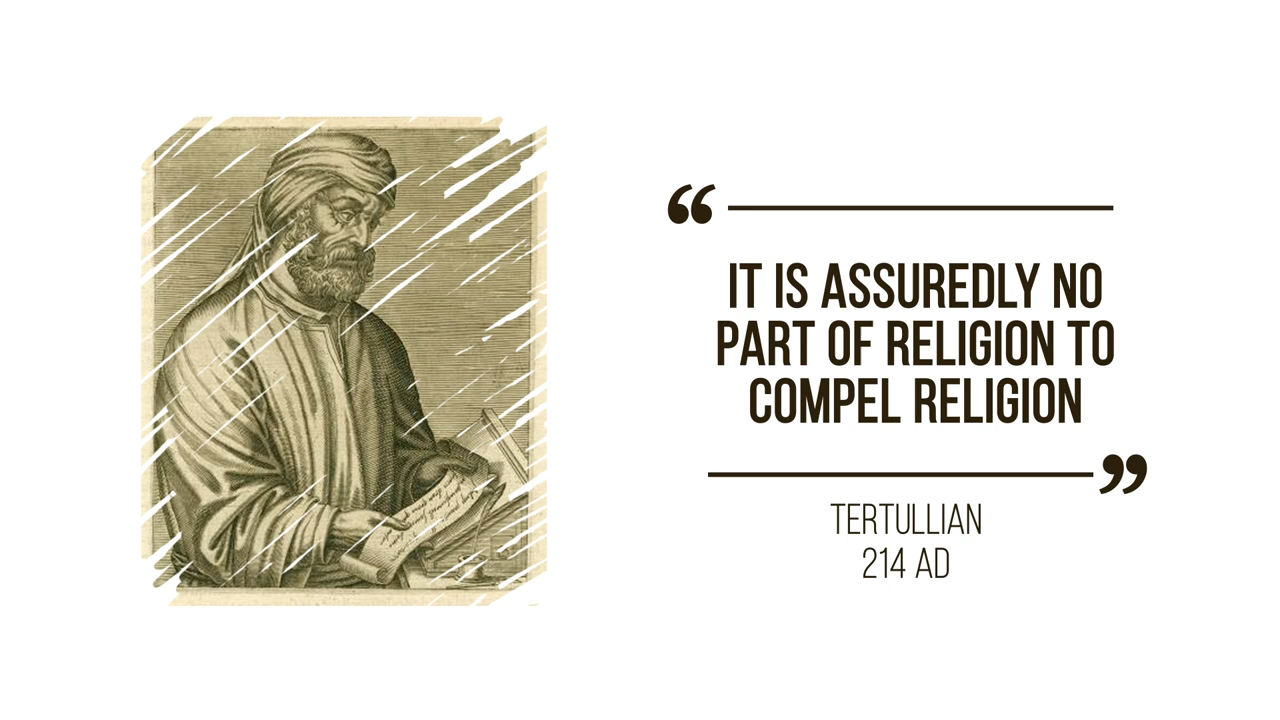 “
IT IS ASSUREDLY NO
PART OF RELIGION TO
COMPEL RELIGION
”
TERTULLIAN
214 AD